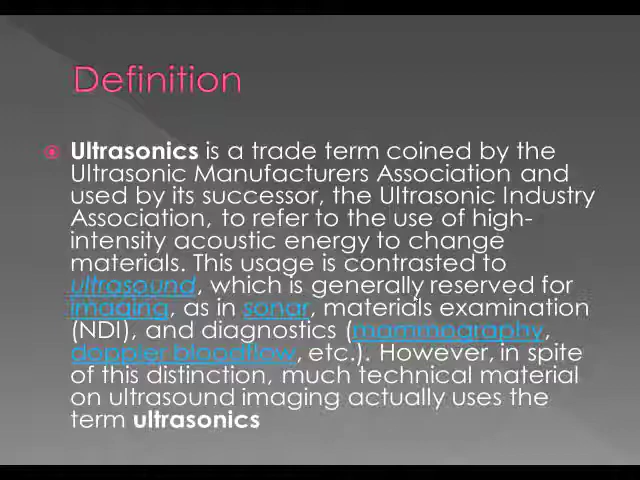 Definition
Ultrasonics is a trade term coined by the
Ultrasonic Manufacturers Association and
used by its successor, the Ultrasonic Industry
Association, to refer to the use of high-
intensity acoustic energy to change
materials. This usage is contrasted to
ultrasound, which is generally reserved for
imaging, as in sonar, materials examination
(NDI), and diagnostics (mammography,
doppler bloodflow, etc.). However, in spite
of this distinction, much technical material
on ultrasound imaging actually uses the
term ultrasonics